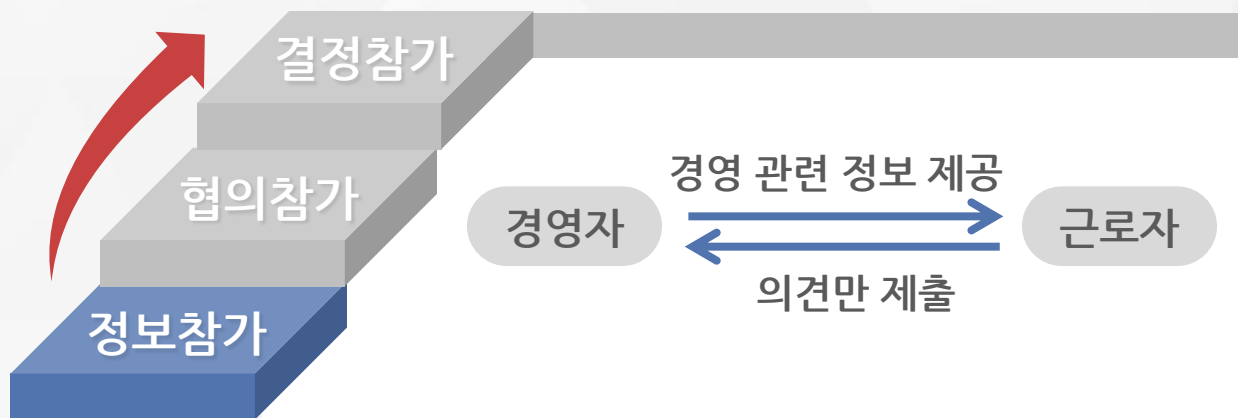 결정참가
협의참가
정보참가
경영 관련 정보 제공
경영자
근로자
의견만 제출